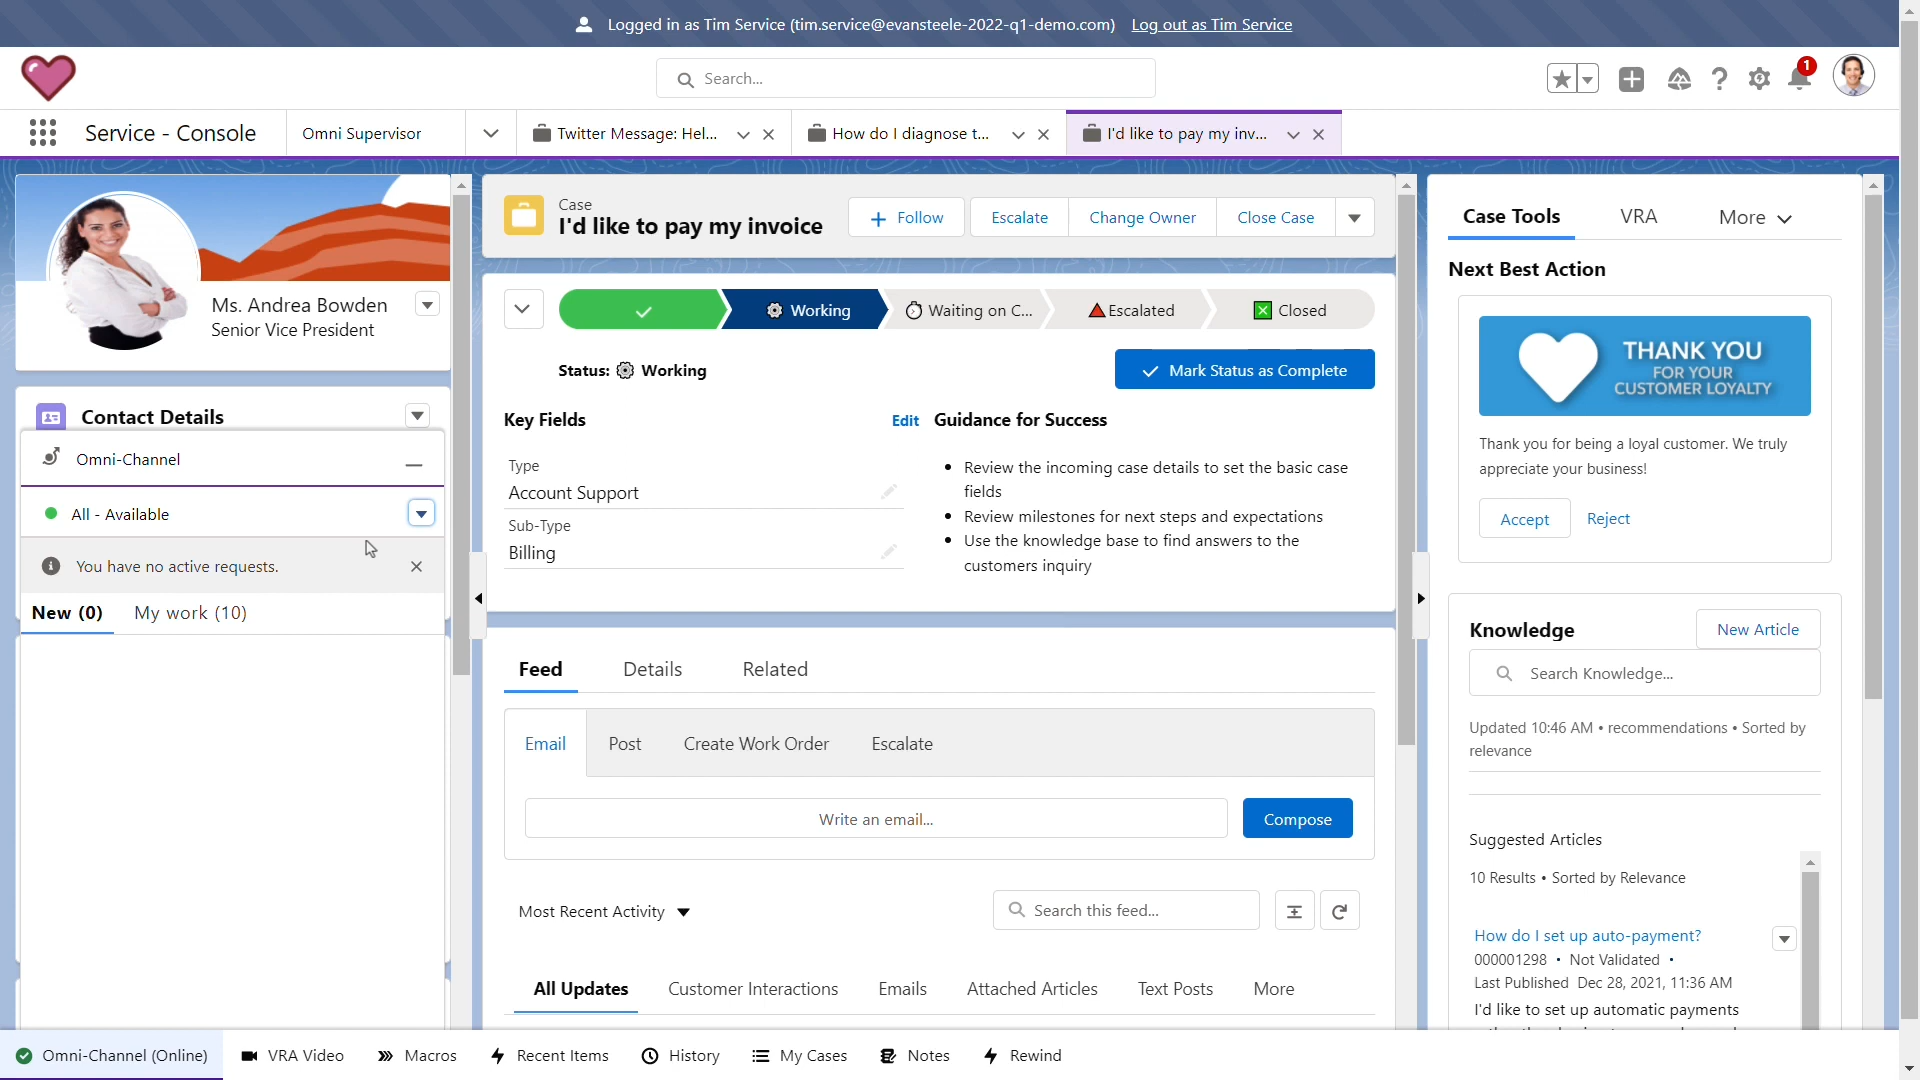 Logged in as Tim Service (tim.service@evansteele-2022-q1-demo.com) Log out as Tim Service
Search...
1
Service - Console
Omni Supervisor
Twitter Message: Hel...
How do I diagnose t...
I'd like to pay my inv...
Ms. Andrea Bowden
Senior Vice President
Contact Details
Omni-Channel
All - Available
You have no active requests.
New (0)
My work (10)
Case
I'd like to pay my invoice
Follow
Escalate
Change Owner
Close Case
Working
Waiting on C...
Escalated
Closed
Status: Working
Mark Status as Complete
Key Fields
Edit
Type
Account Support
Sub-Type
Billing
Guidance for Success
• Review the incoming case details to set the basic case
fields
• Review milestones for next steps and expectations
• Use the knowledge base to find answers to the
customers inquiry
Feed
Details
Related
Email
Post
Create Work Order
Escalate
Write an email...
Compose
Most Recent Activity
Search this feed...
All Updates
Customer Interactions
Emails
Attached Articles
Text Posts
More
Case Tools
VRA
More
Next Best Action
THANK YOU
FOR YOUR
CUSTOMER LOYALTY
Thank you for being a loyal customer. We truly
appreciate your business!
Accept
Reject
Knowledge
New Article
Search Knowledge...
Updated 10:46 AM • recommendations • Sorted by
relevance
Suggested Articles
10 Results • Sorted by Relevance
How do I set up auto-payment?
000001298 • Not Validated •
Last Published Dec 28, 2021, 11:36 AM
I'd like to set up automatic payments
Omni-Channel (Online)
VRA Video
Macros
Recent Items
History
My Cases
Notes
Rewind